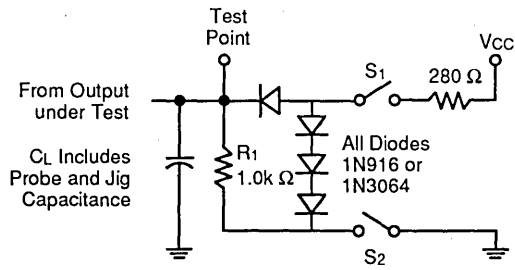 Test
Point
VCC
S1
280 Ω
From Output
under Test
CL Includes
Probe and Jig
Capacitance
R1
1.0k Ω
All Diodes
1N916 or
1N3064
S2